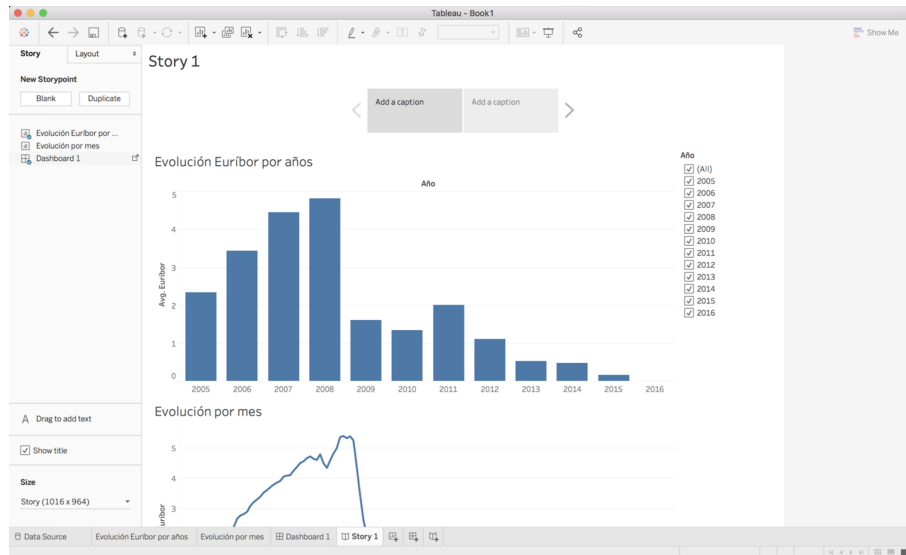 Tableau - Book1
Show Me
Story
Layout
New Storypoint
Blank
Duplicate
Evolución Euríbor por ...
Evolución por mes
Dashboard 1
A Drag to add text
Show title
Size
Story (1016 x 964)
Story 1
Add a caption
Add a caption
Evolución Euríbor por años
Año
Avg. Euríbor
5
4
3
2
1
0
2005 2006 2007 2008 2009 2010 2011 2012 2013 2014 2015 2016
Año
(All)
2005
2006
2007
2008
2009
2010
2011
2012
2013
2014
2015
2016
Evolución por mes
5
4
3
Data Source
Evolución Euríbor por años
Evolución por mes
Dashboard 1
Story 1